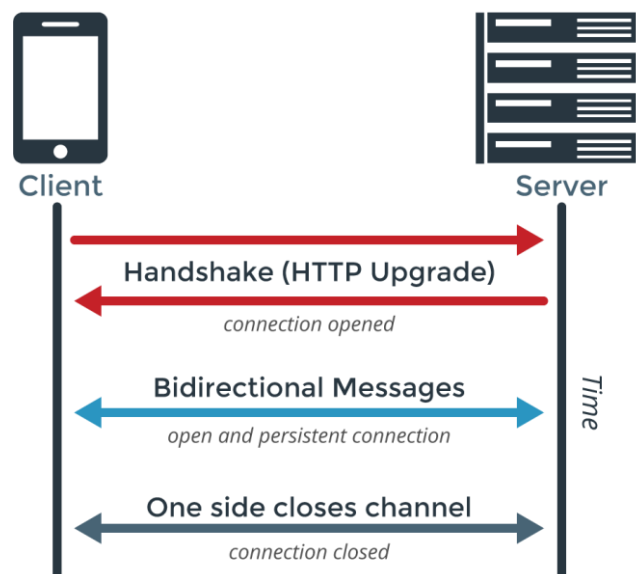 Client
Server
Handshake (HTTP Upgrade)
connection opened
Bidirectional Messages
open and persistent connection
Time
One side closes channel
connection closed